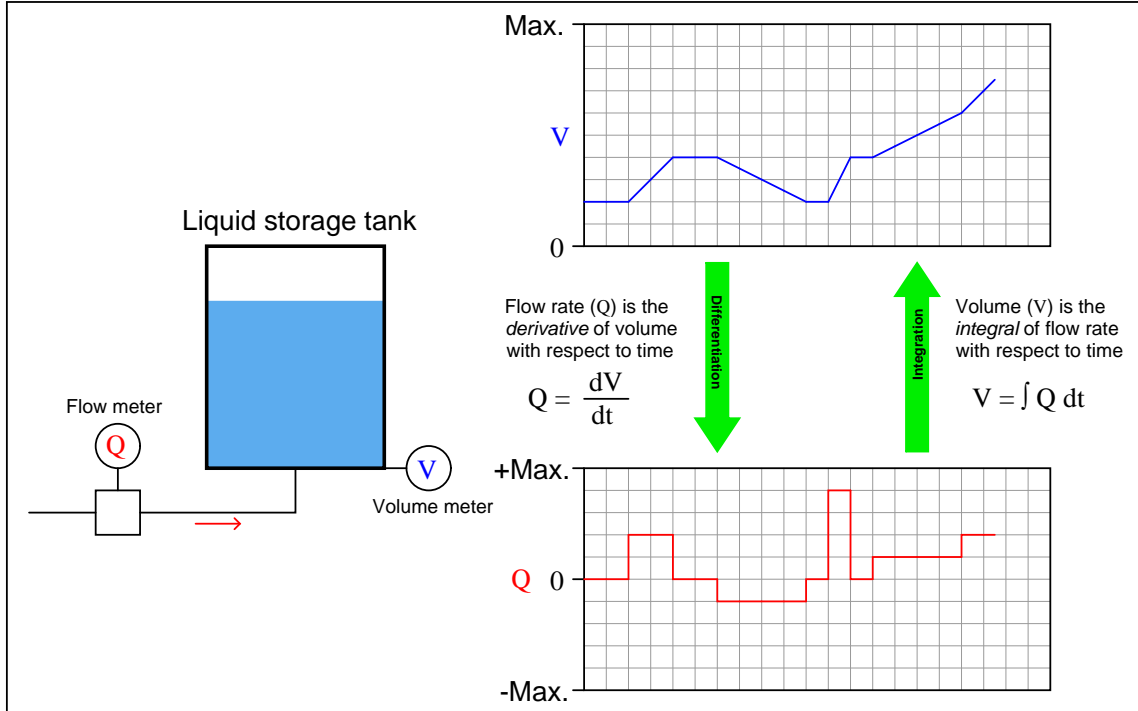 Max.
V
0
Liquid storage tank
Flow meter
Q
V
Volume meter
Flow rate (Q) is the
derivative of volume
with respect to time
Q = dV
dt
Differentiation
Integration
Volume (V) is the
integral of flow rate
with respect to time
V = ∫ Q dt
+Max.
Q 0
-Max.